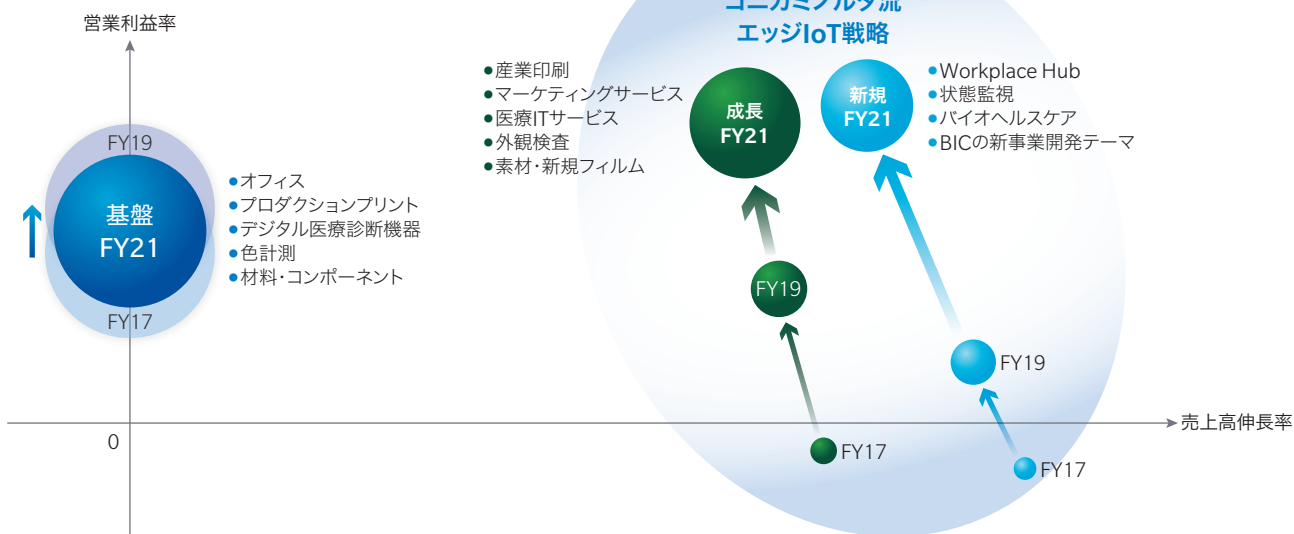 コニカミノルタ流
エッジIoT戦略
営業利益率
FY19
基盤
FY21
FY17
●オフィス
●プロダクションプリント
●デジタル医療診断機器
●色計測
●材料・コンポーネント
●産業印刷
●マーケティングサービス
●医療ITサービス
●外観検査
●素材・新規フィルム
成長
FY21
FY19
FY17
新規
FY21
●Workplace Hub
●状態監視
●バイオヘルスケア
●BICの新事業開発テーマ
FY19
FY17
0
売上高伸長率